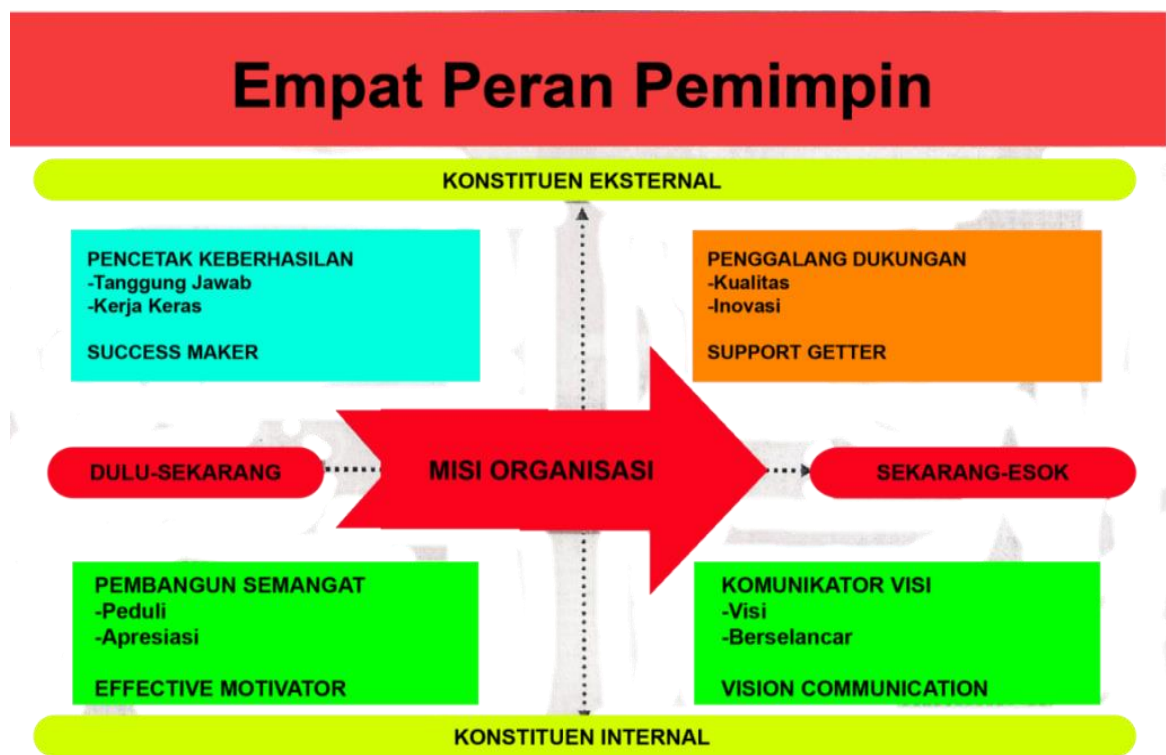 Empat Peran Pemimpin
KONSTITUEN EKSTERNAL
PENCETAK KEBERHASILAN
-Tanggung Jawab
-Kerja Keras
SUCCESS MAKER
PENGGALANG DUKUNGAN
-Kualitas
-Inovasi
SUPPORT GETTER
DULU-SEKARANG
MISI ORGANISASI
SEKARANG-ESOK
PEMBANGUN SEMANGAT
-Peduli
-Apresiasi
EFFECTIVE MOTIVATOR
KOMUNIKATOR VISI
-Visi
-Berselancar
VISION COMMUNICATION
KONSTITUEN INTERNAL